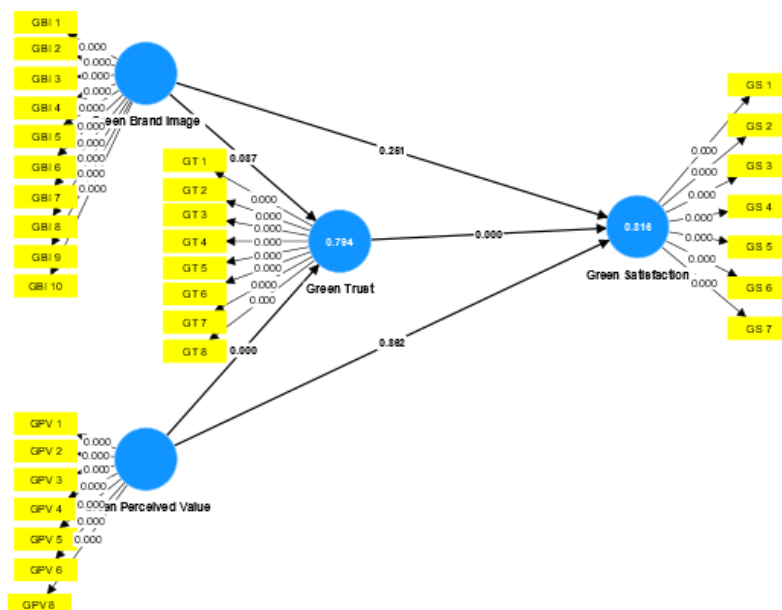 GBI 1
GBI 2
GBI 3
GBI 4
GBI 5
GBI 6
GBI 7
GBI 8
GBI 9
GBI 10
0.000
0.000
0.000
0.000
0.000
0.000
0.000
0.000
0.000
een Brand Image
0.087
0.251
GT 1
GT 2
GT 3
GT 4
GT 5
GT 6
GT 7
GT 8
0.000
0.000
0.000
0.000
0.000
0.000
0.000
0.000
0.794
Green Trust
0.000
0.000
0.862
GS 1
GS 2
GS 3
GS 4
GS 5
GS 6
GS 7
0.000
0.000
0.000
0.000
0.000
0.000
0.000
0.816
Green Satisfaction
GPV 1
GPV 2
GPV 3
GPV 4
GPV 5
GPV 6
GPV 8
0.000
0.000
0.000
0.000
0.000
0.000
0.000
en Perceived Value